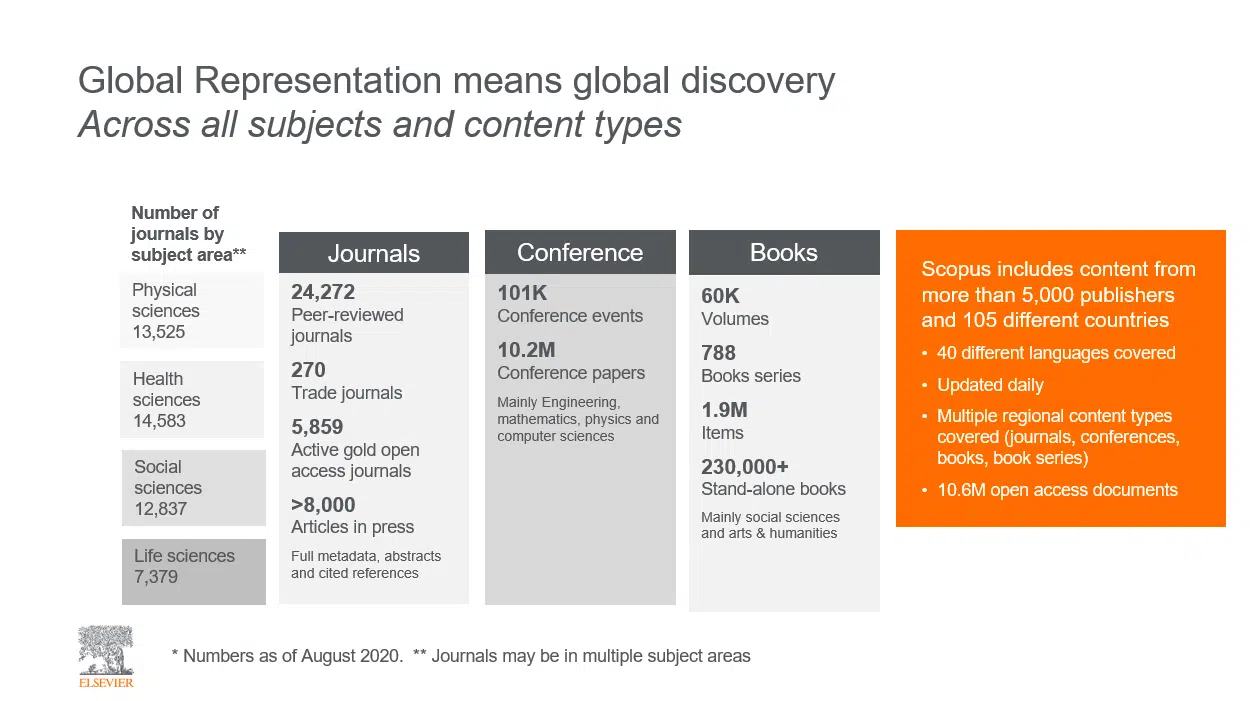 Global Representation means global discovery
Across all subjects and content types
Number of
journals by
subject area**
Physical
sciences
13,525
Health
sciences
14,583
Social
sciences
12,837
Life sciences
7,379
Journals
24,272
Peer-reviewed
journals
270
Trade journals
5,859
Active gold open
access journals
>8,000
Articles in press
Full metadata, abstracts
and cited references
Conference
101K
Conference events
10.2M
Conference papers
Mainly Engineering,
mathematics, physics and
computer sciences
Books
60K
Volumes
788
Books series
1.9M
Items
230,000+
Stand-alone books
Mainly social sciences
and arts & humanities
Scopus includes content from
more than 5,000 publishers
and 105 different countries
• 40 different languages covered
• Updated daily
• Multiple regional content types
covered (journals, conferences,
books, book series)
• 10.6M open access documents
ELSEVIER
* Numbers as of August 2020. ** Journals may be in multiple subject areas